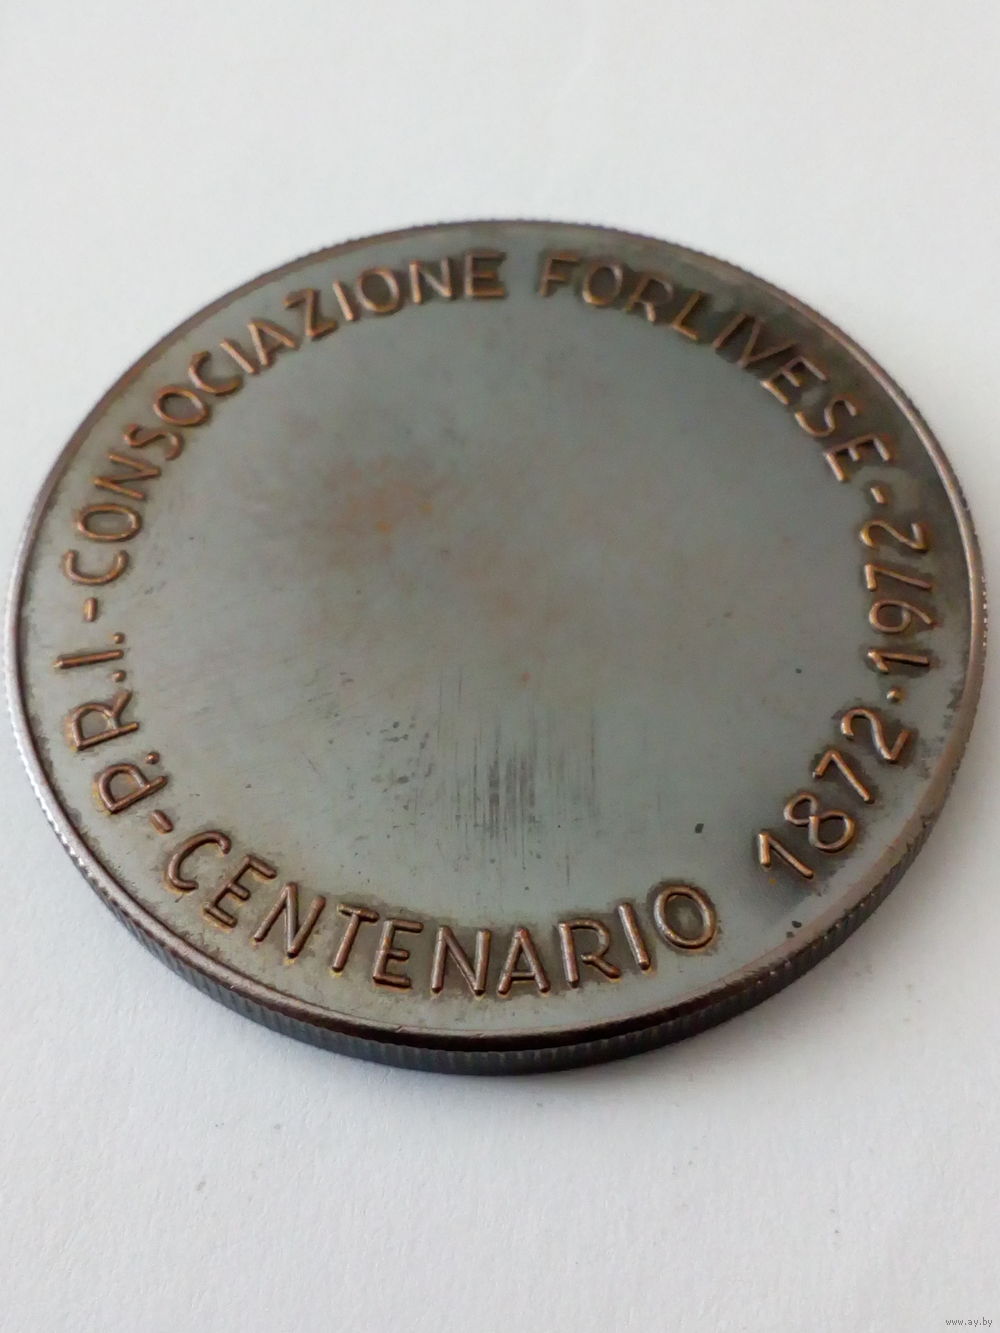 P.R.I. - CONSOCIAZIONE FORLIVESE - 1972
- CENTENARIO 1872 .
www.ay.by